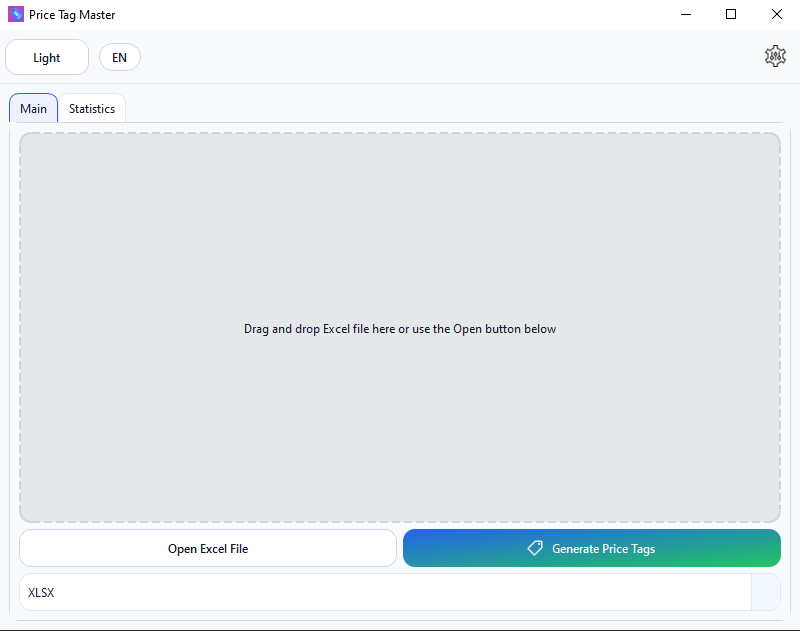 Price Tag Master
Light
EN
Main
Statistics
Drag and drop Excel file here or use the Open button below
Open Excel File
Generate Price Tags
XLSX